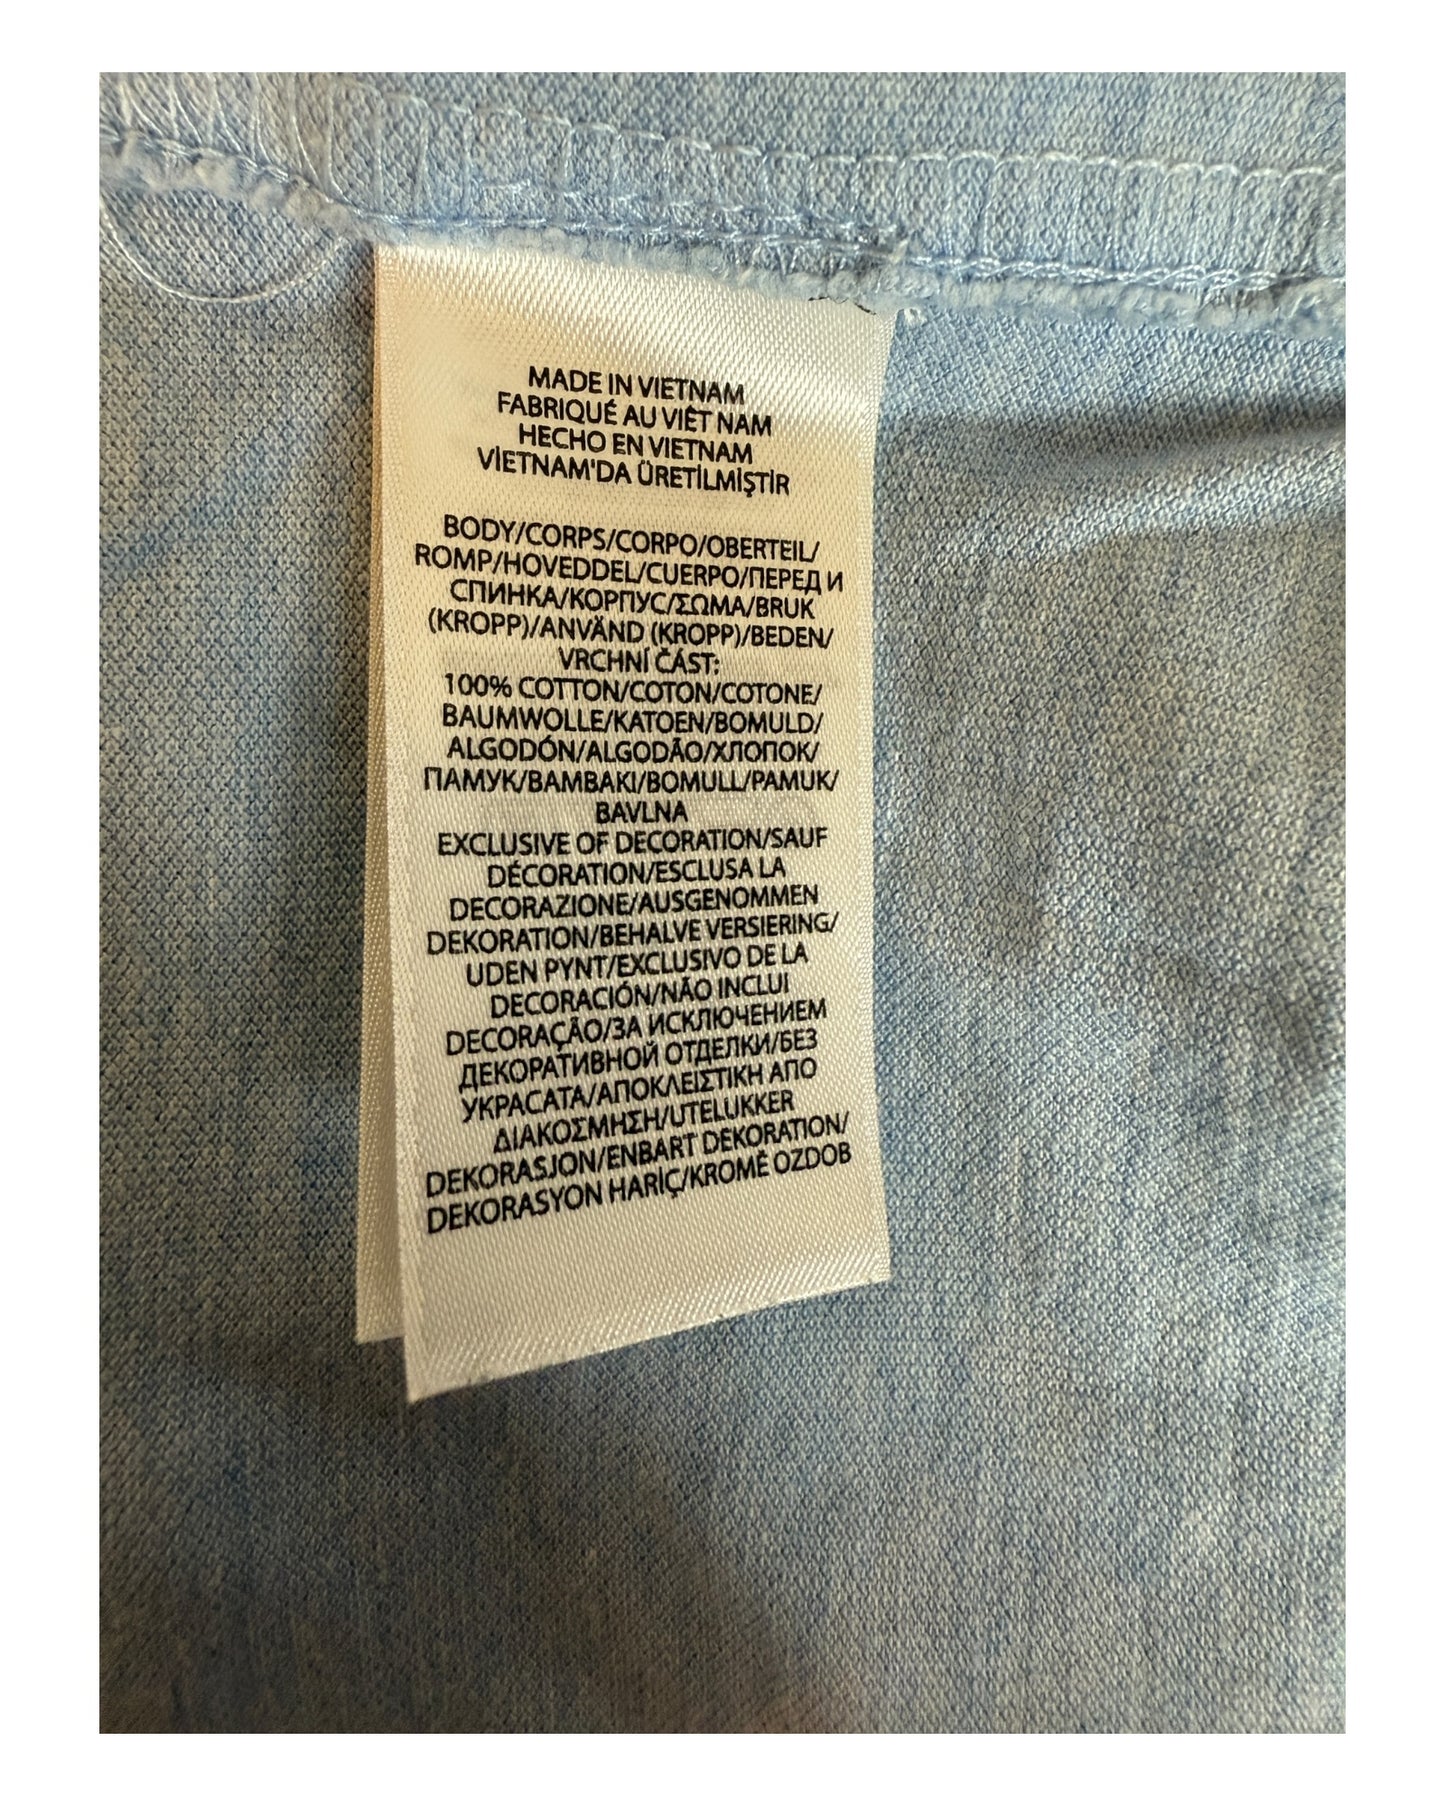 MADE IN VIETNAM
FABRIQUÉ AU VIÊT NAM
HECHO EN VIETNAM
VİETNAM'DA ÜRETİLMİŞTİR
BODY/CORPS/CORPO/OBERTEIL/
ROMP/HOVEDDEL/CUERPO/ПЕРЕД И
СПИНКА/КОРПУС/ΣΩΜΑ/BRUK
(KROPP)/ANVÄND (KROPP)/BEDEN/
VRCHNÍ ČÁST:
100% COTTON/COTON/COTONE/
BAUMWOLLE/KATOEN/BOMULD/
ALGODÓN/ALGODÃO/ХЛОПОК/
ПАМУК/BAMBAKI/BOMULL/PAMUK/
BAVLNA
EXCLUSIVE OF DECORATION/SAUF
DÉCORATION/ESCLUSA LA
DECORAZIONE/AUSGENOMMEN
DEKORATION/BEHALVE VERSIERING/
UDEN PYNT/EXCLUSIVO DE LA
DECORACIÓN/NÃO INCLUI
DECORAÇÃO/ЗА ИСКЛЮЧЕНИЕМ
ДЕКОРАТИВНОЙ ОТДЕЛКИ/БЕЗ
УКРАСАТА/ΑΠΟΚΛΕΙΣΤΙΚΗ ΑΠΟ
ΔΙΑΚΟΣΜΗΣΗ/UTELUKKER
DEKORASJON/ENBART DEKORATION/
DEKORASYON HARİÇ/KROMĚ OZDOB